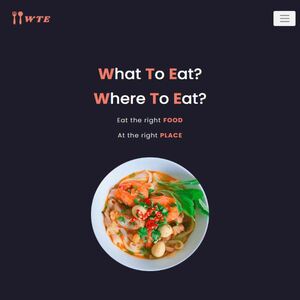 WTE
What To Eat?
Where To Eat?
Eat the right FOOD
At the right PLACE